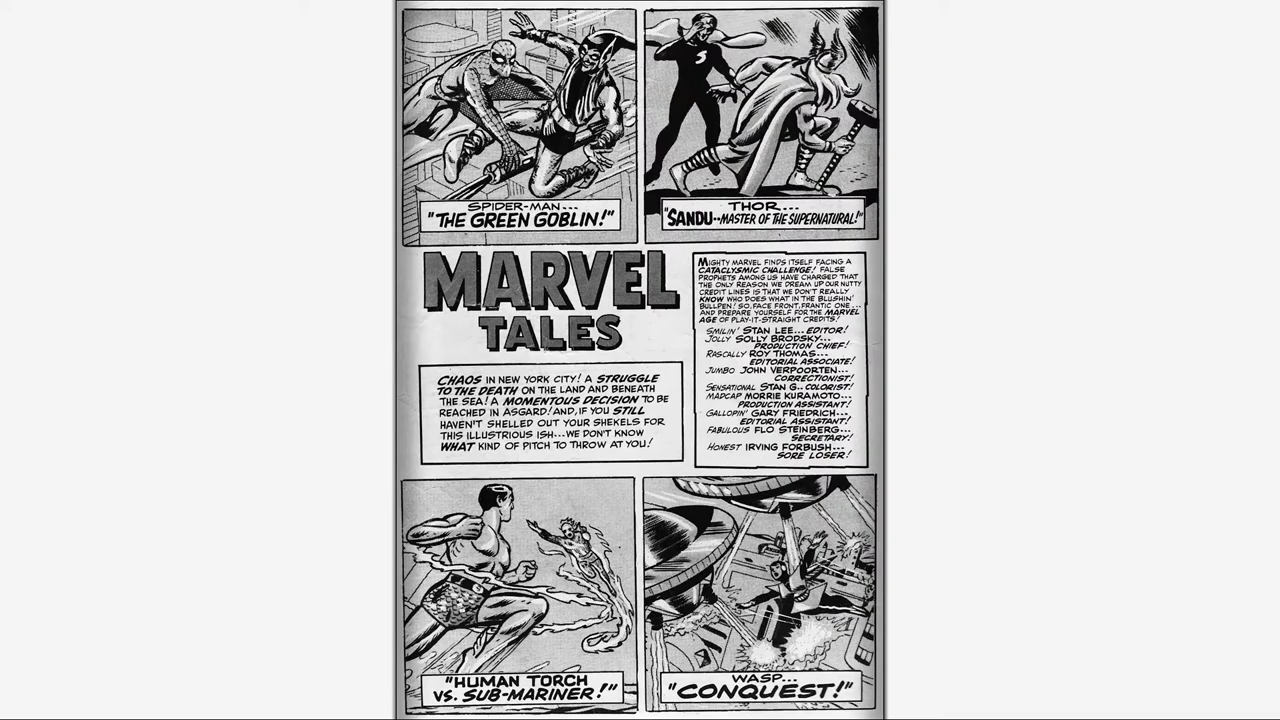 SPIDER-MAN...
"THE GREEN GOBLIN!"
THOR...
"SANDU--MASTER OF THE SUPERNATURAL!"
MARVEL
TALES
MIGHTY MARVEL FINDS ITSELF FACING A
CATACLYSMIC CHALLENGE! FALSE
PROPHETS AMONG US HAVE CHARGED THAT
THE ONLY REASON WE DREAM UP OUR NUTTY
CREDIT LINES IS THAT WE DON'T REALLY
KNOW WHO DOES WHAT IN THE BLUSHIN'
BULLPEN! SO, FACE FRONT, FRANTIC ONE...
AND PREPARE YOURSELF FOR THE MARVEL
AGE OF PLAY-IT-STRAIGHT CREDITS!
SMILIN' STAN LEE... EDITOR!
JOLLY SOLLY BRODSKY...
PRODUCTION CHIEF!
RASCALLY ROY THOMAS...
EDITORIAL ASSOCIATE!
JUMBO JOHN VERPOORTEN...
CORRECTIONIST!
SENSATIONAL STAN G.. COLORIST!
MADCAP MORRIE KURAMOTO...
PRODUCTION ASSISTANT!
GALLOPIN' GARY FRIEDRICH...
EDITORIAL ASSISTANT!
FABULOUS FLO STEINBERG...
SECRETARY!
HONEST IRVING FORBUSH...
SORE LOSER!
CHAOS IN NEW YORK CITY! A STRUGGLE
TO THE DEATH ON THE LAND AND BENEATH
THE SEA! A MOMENTOUS DECISION TO BE
REACHED IN ASGARD! AND, IF YOU STILL
HAVEN'T SHELLED OUT YOUR SHEKELS FOR
THIS ILLUSTRIOUS ISH...WE DON'T KNOW
WHAT KIND OF PITCH TO THROW AT YOU!
"HUMAN TORCH
VS. SUB-MARINER!"
WASP...
"CONQUEST!"